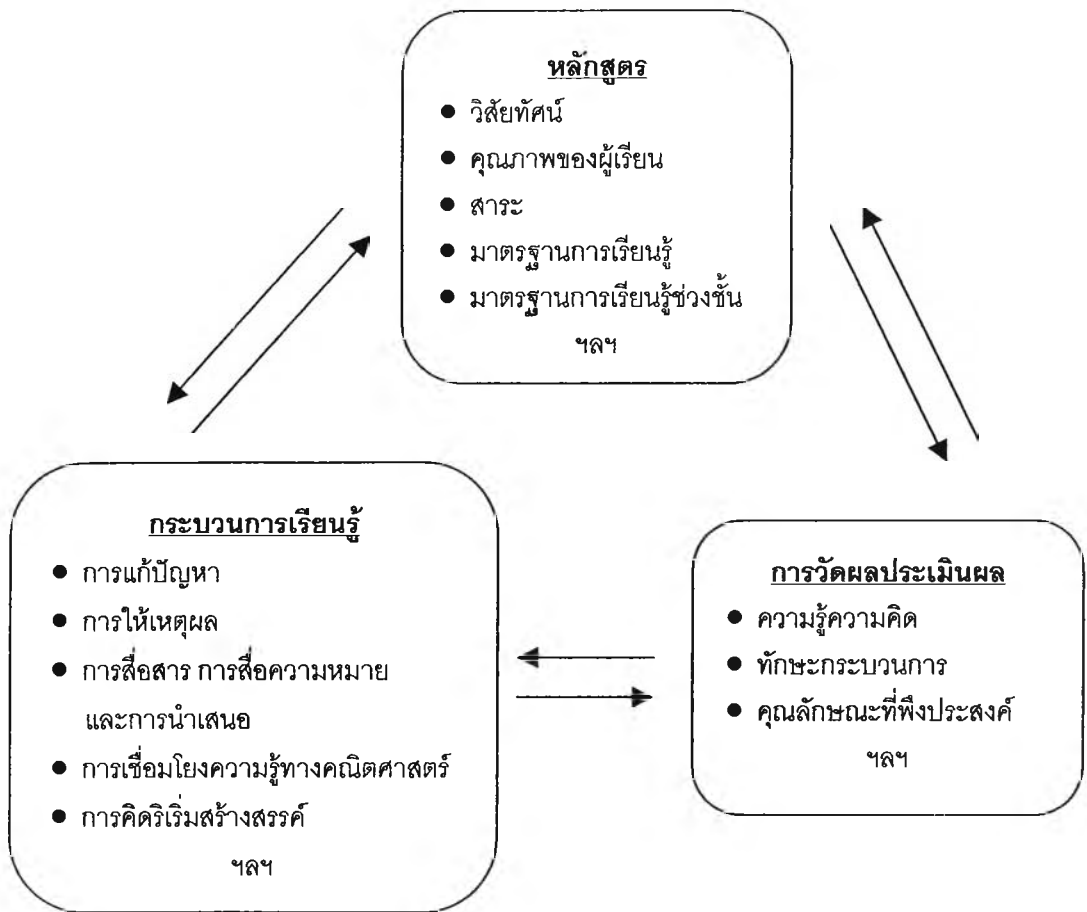 หลักสูตร
● วิสัยทัศน์
● คุณภาพของผู้เรียน
● สาระ
● มาตรฐานการเรียนรู้
● มาตรฐานการเรียนรู้ช่วงชั้น
ฯลฯ
กระบวนการเรียนรู้
● การแก้ปัญหา
● การให้เหตุผล
● การสื่อสาร การสื่อความหมาย
และการนำเสนอ
● การเชื่อมโยงความรู้ทางคณิตศาสตร์
● การคิดริเริ่มสร้างสรรค์
ฯลฯ
การวัดผลประเมินผล
● ความรู้ความคิด
● ทักษะกระบวนการ
● คุณลักษณะที่พึงประสงค์
ฯลฯ